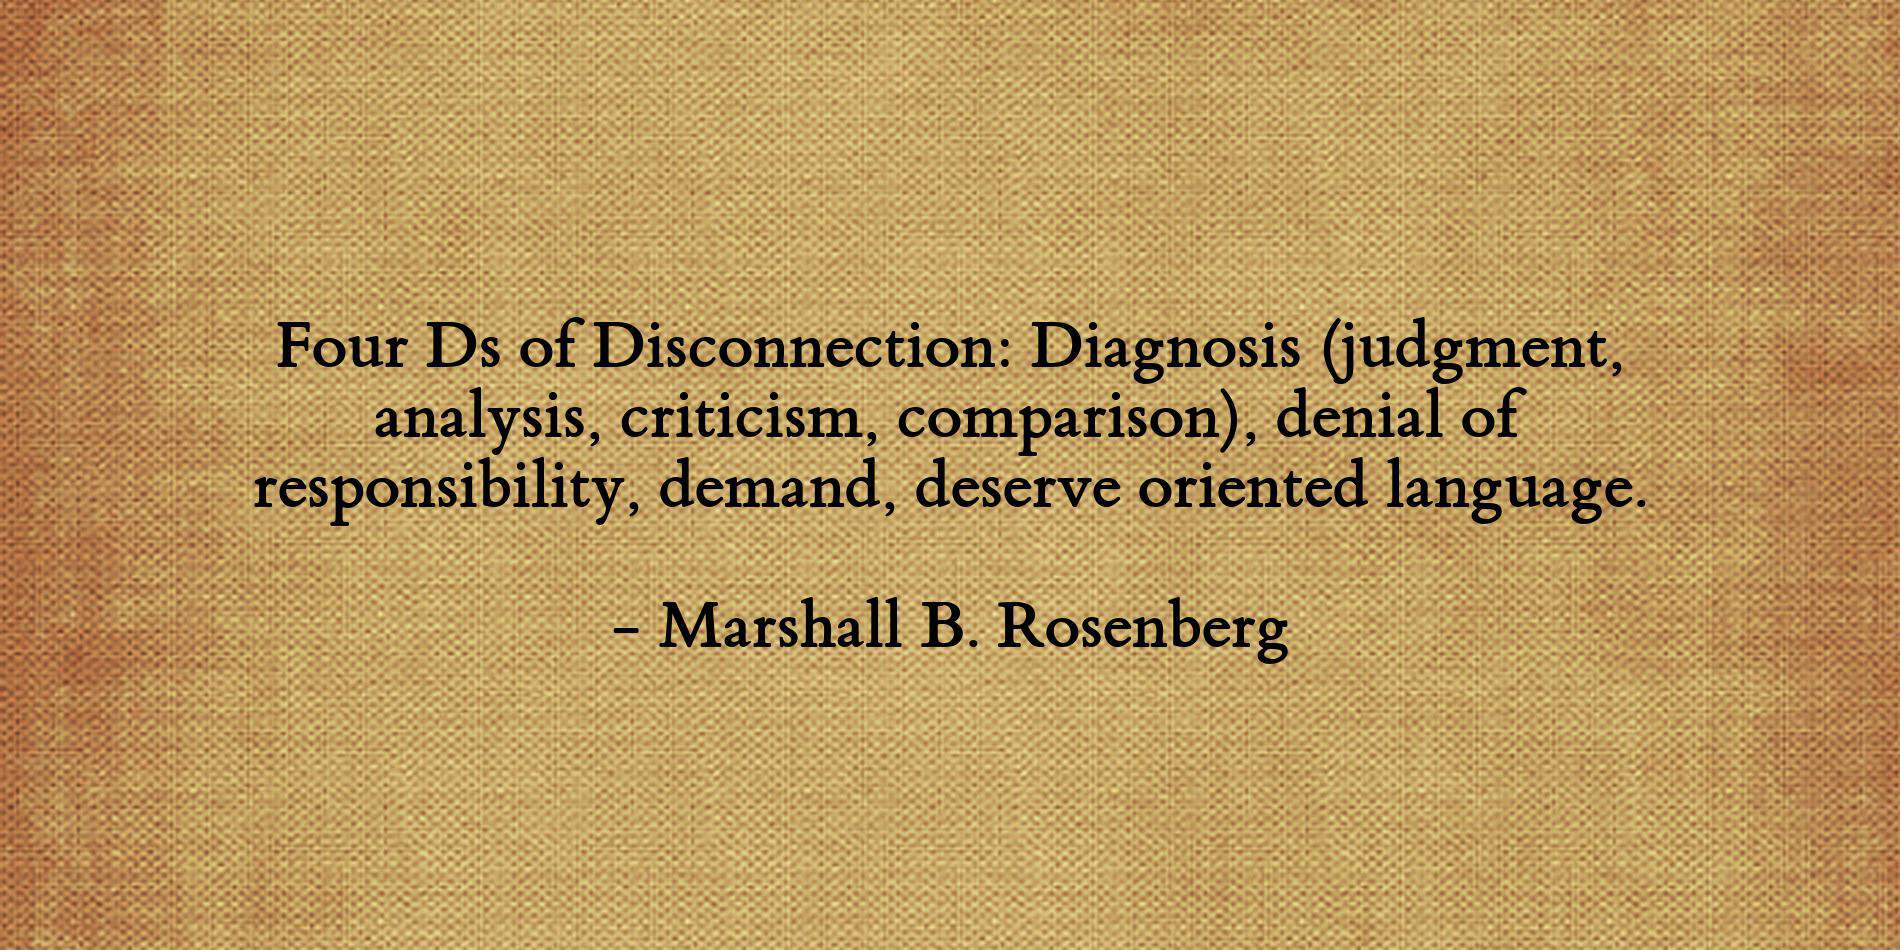 Four Ds of Disconnection: Diagnosis (judgment,
analysis, criticism, comparison), denial of
responsibility, demand, deserve oriented language.
– Marshall B. Rosenberg